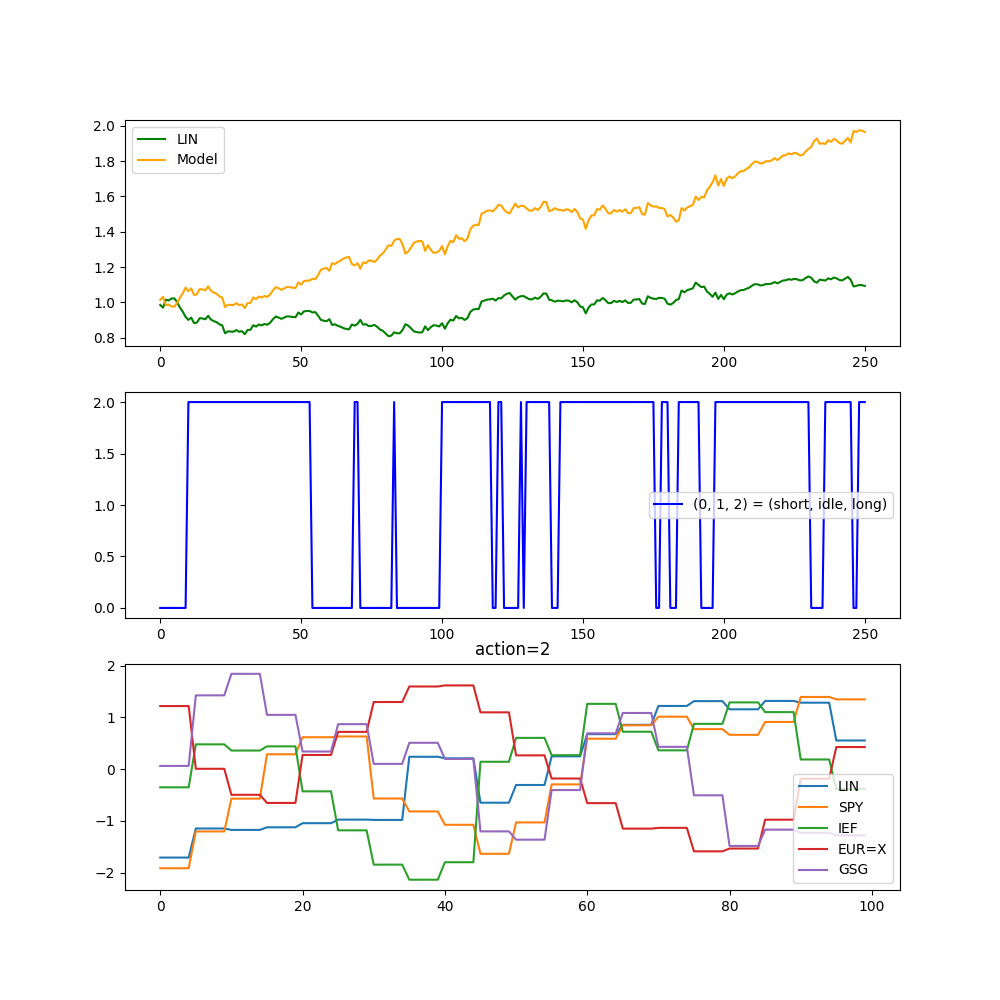 2.0
1.8
1.6
1.4
1.2
1.0
0.8
LIN
Model
0 50 100 150 200 250
2.0
1.5
1.0
0.5
0.0
(0, 1, 2) = (short, idle, long)
0 50 100 150 200 250
action=2
2
1
0
−1
−2
LIN
SPY
IEF
EUR=X
GSG
0 20 40 60 80 100